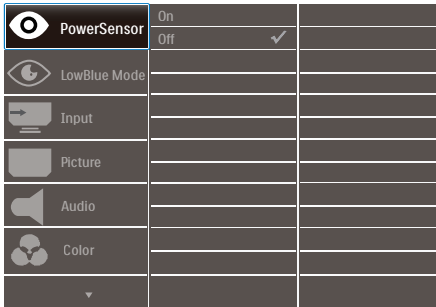 PowerSensor
On
Off
LowBlue Mode
Input
Picture
Audio
Color